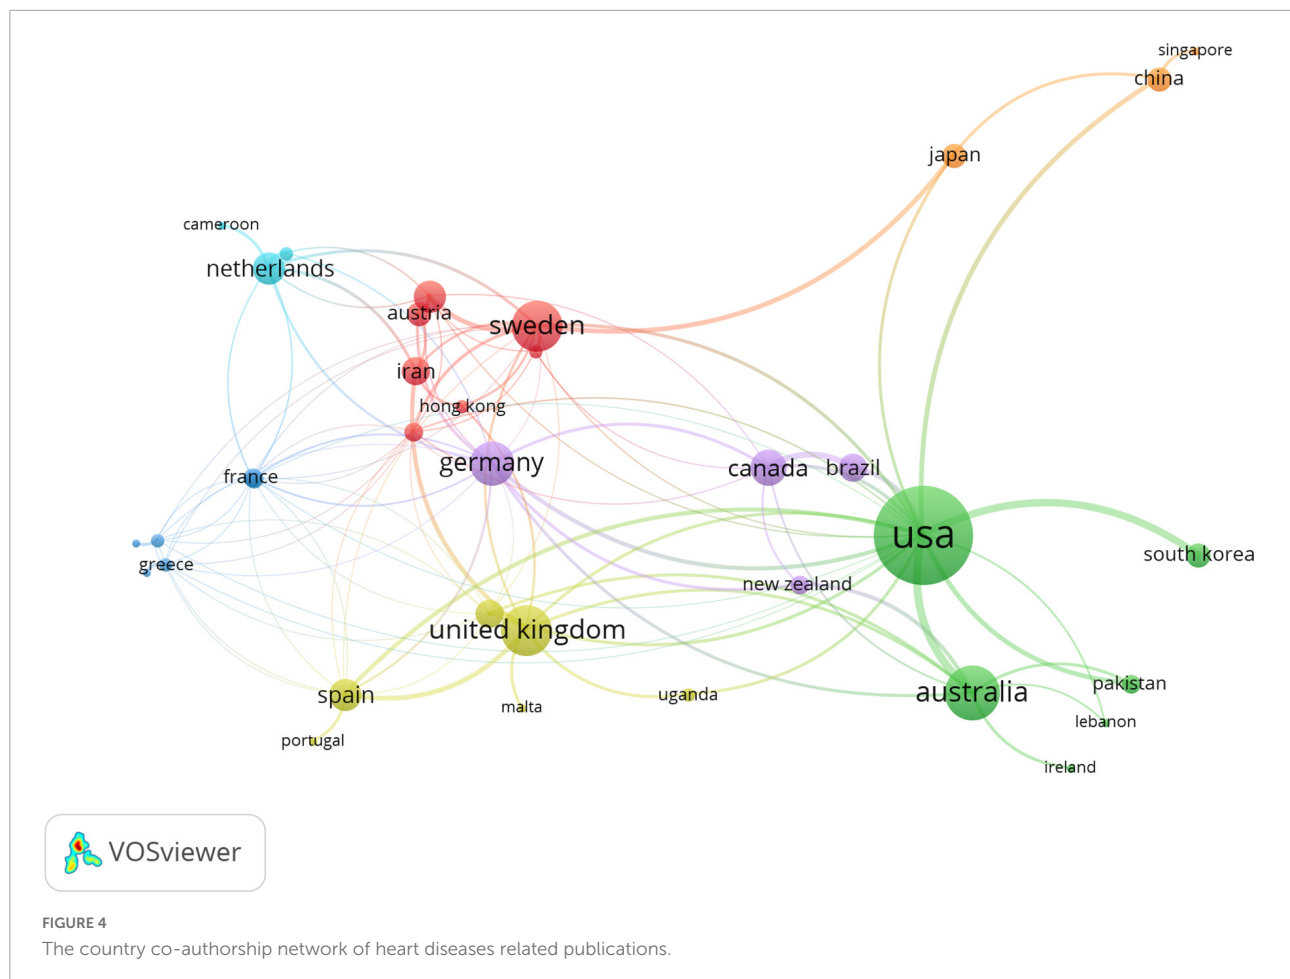 singapore
china
japan
cameroon
netherlands
austria
sweden
iran
hong kong
germany
canada
brazil
france
usa
south korea
greece
new zealand
united kingdom
spain
uganda
australia
pakistan
malta
lebanon
portugal
ireland
VOSviewer
FIGURE 4
The country co-authorship network of heart diseases related publications.